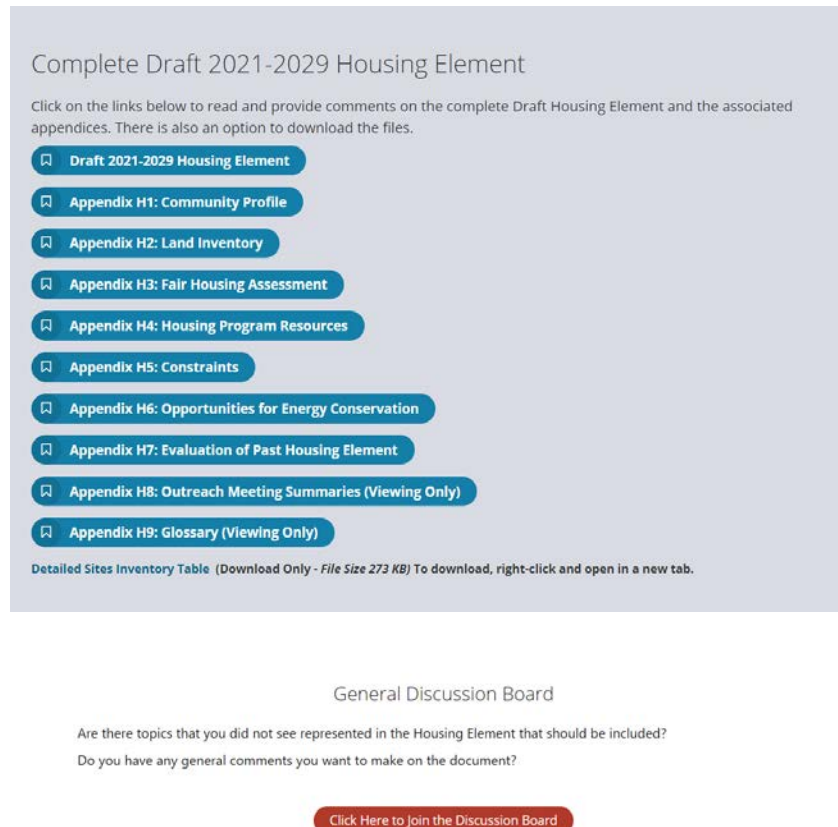 Complete Draft 2021-2029 Housing Element
Click on the links below to read and provide comments on the complete Draft Housing Element and the associated
appendices. There is also an option to download the files.
Draft 2021-2029 Housing Element
Appendix H1: Community Profile
Appendix H2: Land Inventory
Appendix H3: Fair Housing Assessment
Appendix H4: Housing Program Resources
Appendix H5: Constraints
Appendix H6: Opportunities for Energy Conservation
Appendix H7: Evaluation of Past Housing Element
Appendix H8: Outreach Meeting Summaries (Viewing Only)
Appendix H9: Glossary (Viewing Only)
Detailed Sites Inventory Table (Download Only - File Size 273 KB) To download, right-click and open in a new tab.
General Discussion Board
Are there topics that you did not see represented in the Housing Element that should be included?
Do you have any general comments you want to make on the document?
Click Here to Join the Discussion Board